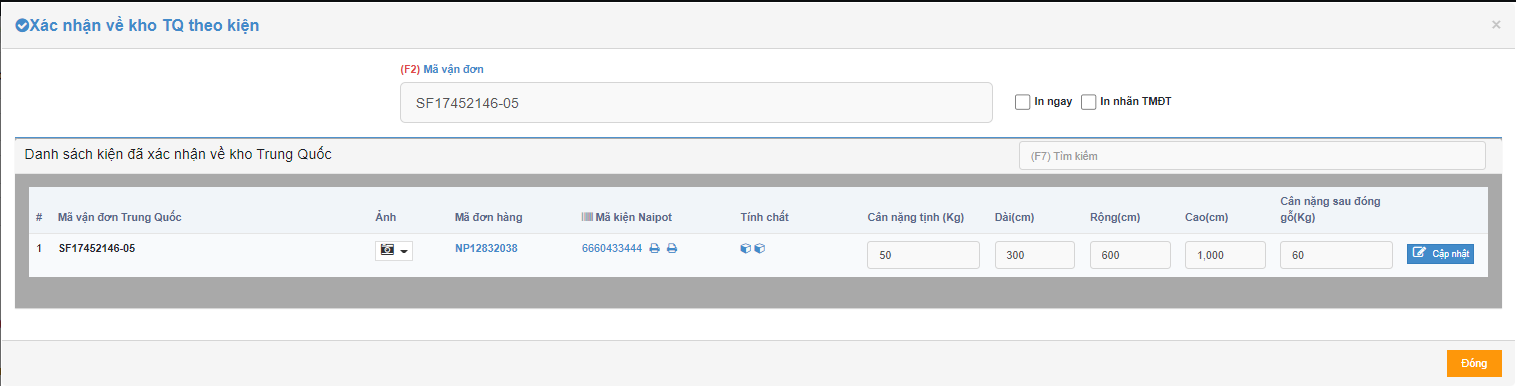 Xác nhận về kho TQ theo kiện
×
(F2) Mã vận đơn
SF17452146-05
In ngay
In nhãn TMĐT
Danh sách kiện đã xác nhận về kho Trung Quốc
(F7) Tìm kiếm
# Mã vận đơn Trung Quốc Ảnh Mã đơn hàng Mã kiện Naipot Tính chất Cân nặng tịnh (Kg) Dài(cm) Rộng(cm) Cao(cm) Cân nặng sau đóng
gỗ(Kg)
1 SF17452146-05 NP12832038 6660433444 50 300 600 1,000 60 Cập nhật
Đóng